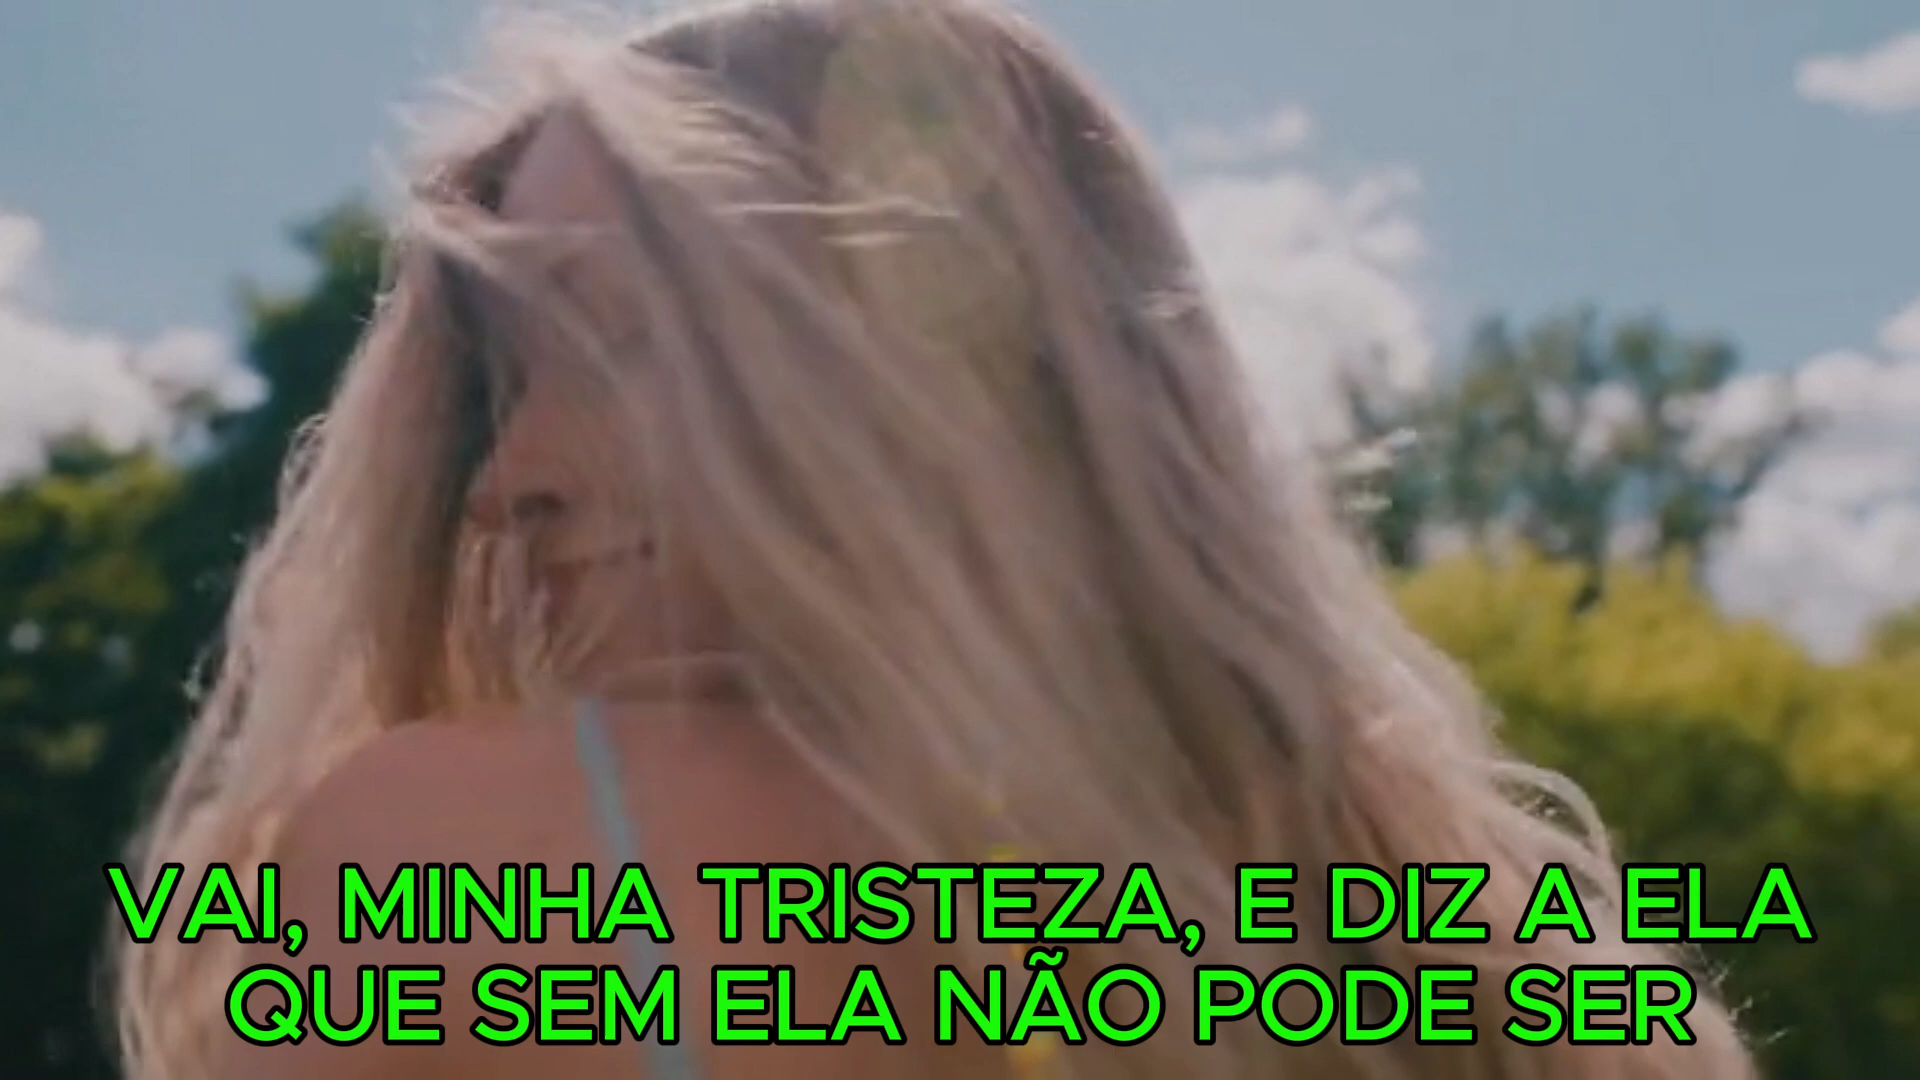 VAI, MINHA TRISTEZA, E DIZ A ELA
QUE SEM ELA NÃO PODE SER